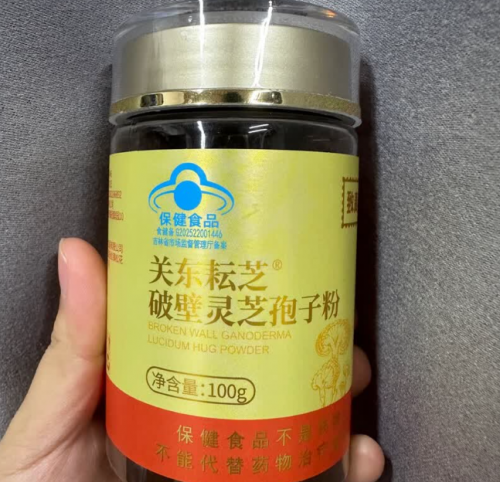 保健食品
食健备G202522001446
吉林省市场监督管理厅备案
关东耘芝®
破壁灵芝孢子粉
BROKEN WALL GANODERMA
LUCIDUM HUG POWDER
净含量:100g
保健食品不是
不能代替药物治